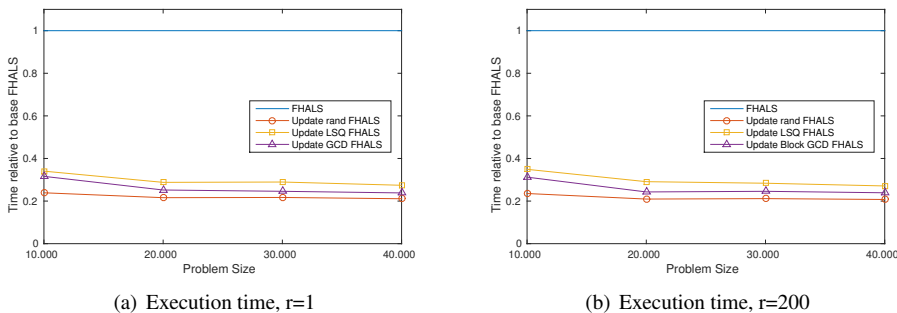 Time relative to base FHALS
1
0.8
0.6
0.4
0.2
0
10.000
20.000
30.000
40.000
Problem Size
FHALS
Update rand FHALS
Update LSQ FHALS
Update GCD FHALS
(a) Execution time, r=1
Time relative to base FHALS
1
0.8
0.6
0.4
0.2
0
10.000
20.000
30.000
40.000
Problem Size
FHALS
Update rand FHALS
Update LSQ FHALS
Update Block GCD FHALS
(b) Execution time, r=200